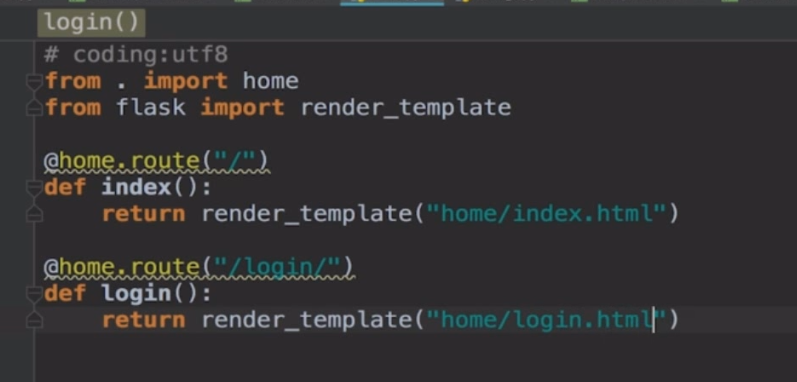 login()
# coding:utf8
from . import home
from flask import render_template
@home.route("/")
def index():
    return render_template("home/index.html")
@home.route("/login/")
def login():
    return render_template("home/login.html")